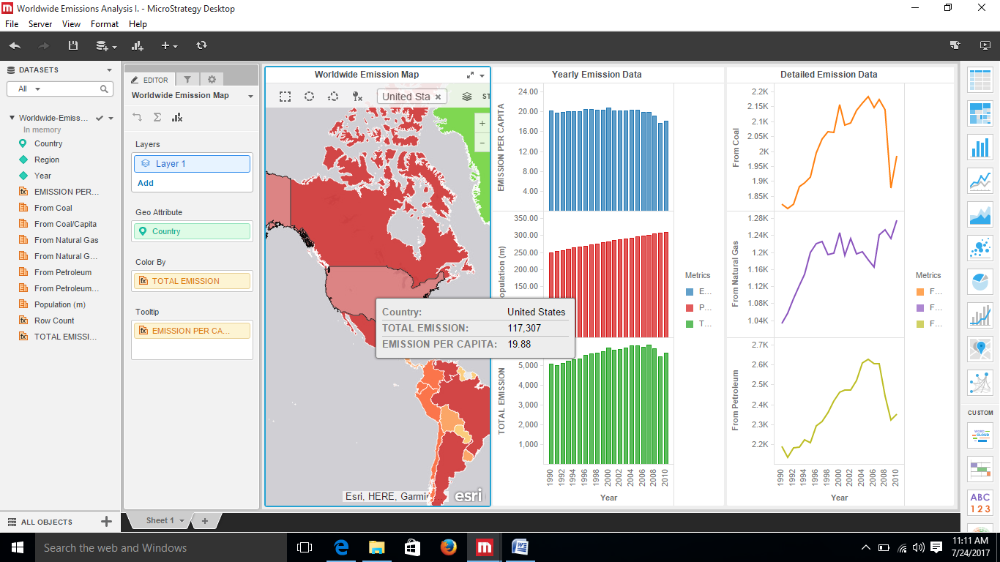 Worldwide Emissions Analysis I. - MicroStrategy Desktop
File Server View Format Help
DATASETS
All
Worldwide-Emiss...
In memory
Country
Region
Year
EMISSION PER...
From Coal
From Coal/Capita
From Natural Gas
From Natural G...
From Petroleum
From Petroleum...
Population (m)
Row Count
TOTAL EMISSI...
ALL OBJECTS
EDITOR
Worldwide Emission Map
Layers
Layer 1
Add
Geo Attribute
Country
Color By
TOTAL EMISSION
Tooltip
EMISSION PER CA...
Worldwide Emission Map
United Sta
ST
+
−
Country: United States
TOTAL EMISSION: 117,307
EMISSION PER CAPITA: 19.88
Esri, HERE, Garmi
esri
Yearly Emission Data
EMISSION PER CAPITA
24.00
20.00
16.00
12.00
8.00
4.00
opulation (m)
350.00
300.00
250.00
200.00
150.00
TOTAL EMISSION
5,000
4,000
3,000
2,000
1,000
1990 1992 1994 1996 1998 2000 2002 2004 2006 2008 2010
Year
Metrics
E...
P...
T...
Detailed Emission Data
From Coal
2.2K
2.15K
2.1K
2.05K
2K
1.95K
1.9K
1.85K
From Natural Gas
1.28K
1.24K
1.2K
1.16K
1.12K
1.08K
1.04K
From Petroleum
2.7K
2.6K
2.5K
2.4K
2.3K
2.2K
1990 1992 1994 1996 1998 2000 2002 2004 2006 2008 2010
Year
Metrics
F...
F...
F...
CUSTOM
WORD
CLOUD
ABC
123
Sheet 1
Search the web and Windows
11:11 AM
7/24/2017